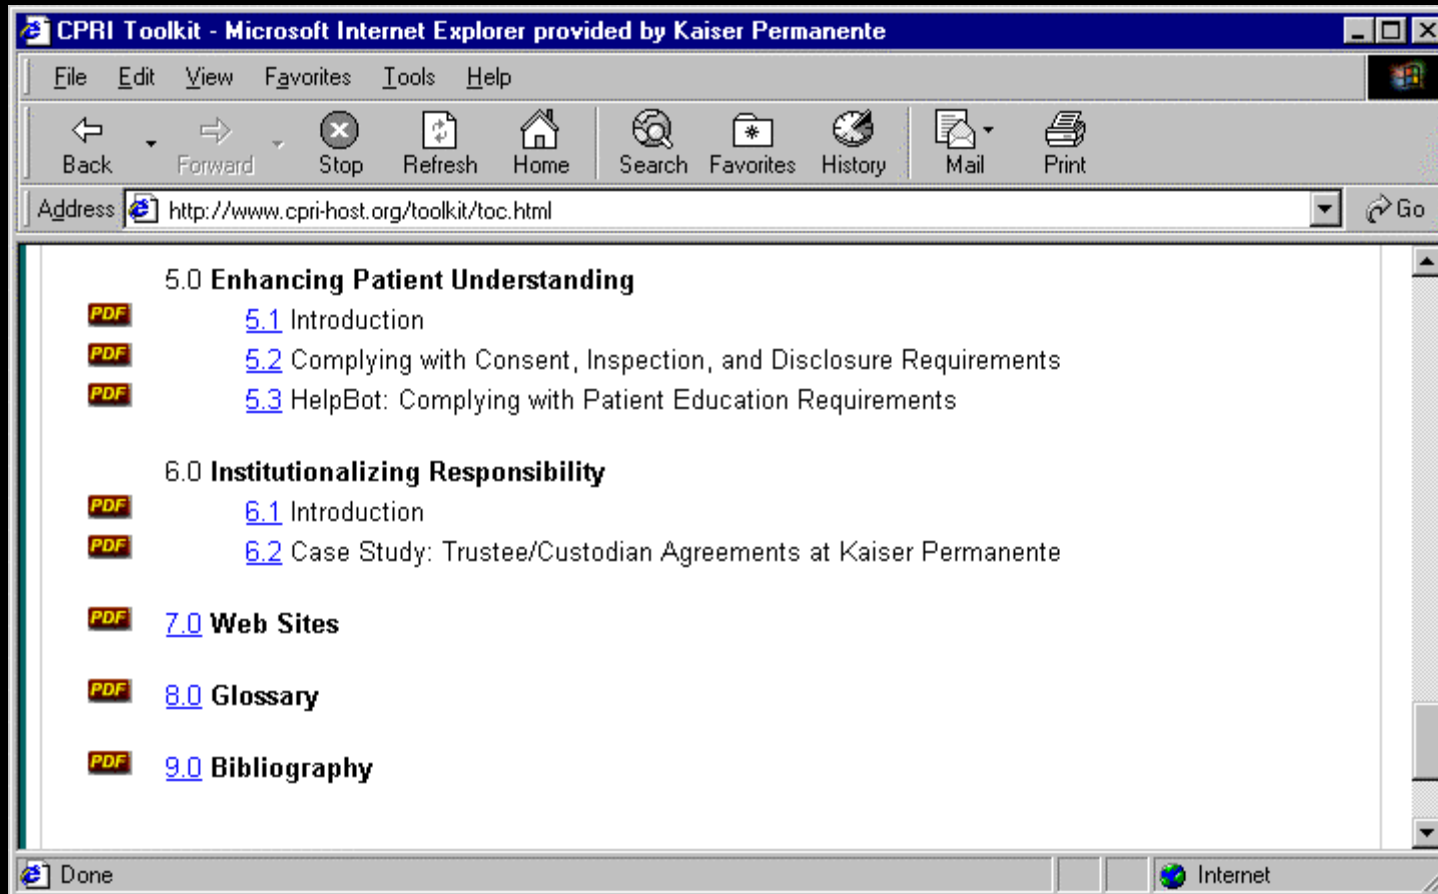 CPRI Toolkit - Microsoft Internet Explorer provided by Kaiser Permanente
File Edit View Favorites Tools Help
Back Forward Stop Refresh Home Search Favorites History Mail Print
Address http://www.cpri-host.org/toolkit/toc.html Go
5.0 Enhancing Patient Understanding
PDF 5.1 Introduction
PDF 5.2 Complying with Consent, Inspection, and Disclosure Requirements
PDF 5.3 HelpBot: Complying with Patient Education Requirements
6.0 Institutionalizing Responsibility
PDF 6.1 Introduction
PDF 6.2 Case Study: Trustee/Custodian Agreements at Kaiser Permanente
PDF 7.0 Web Sites
PDF 8.0 Glossary
PDF 9.0 Bibliography
Done Internet